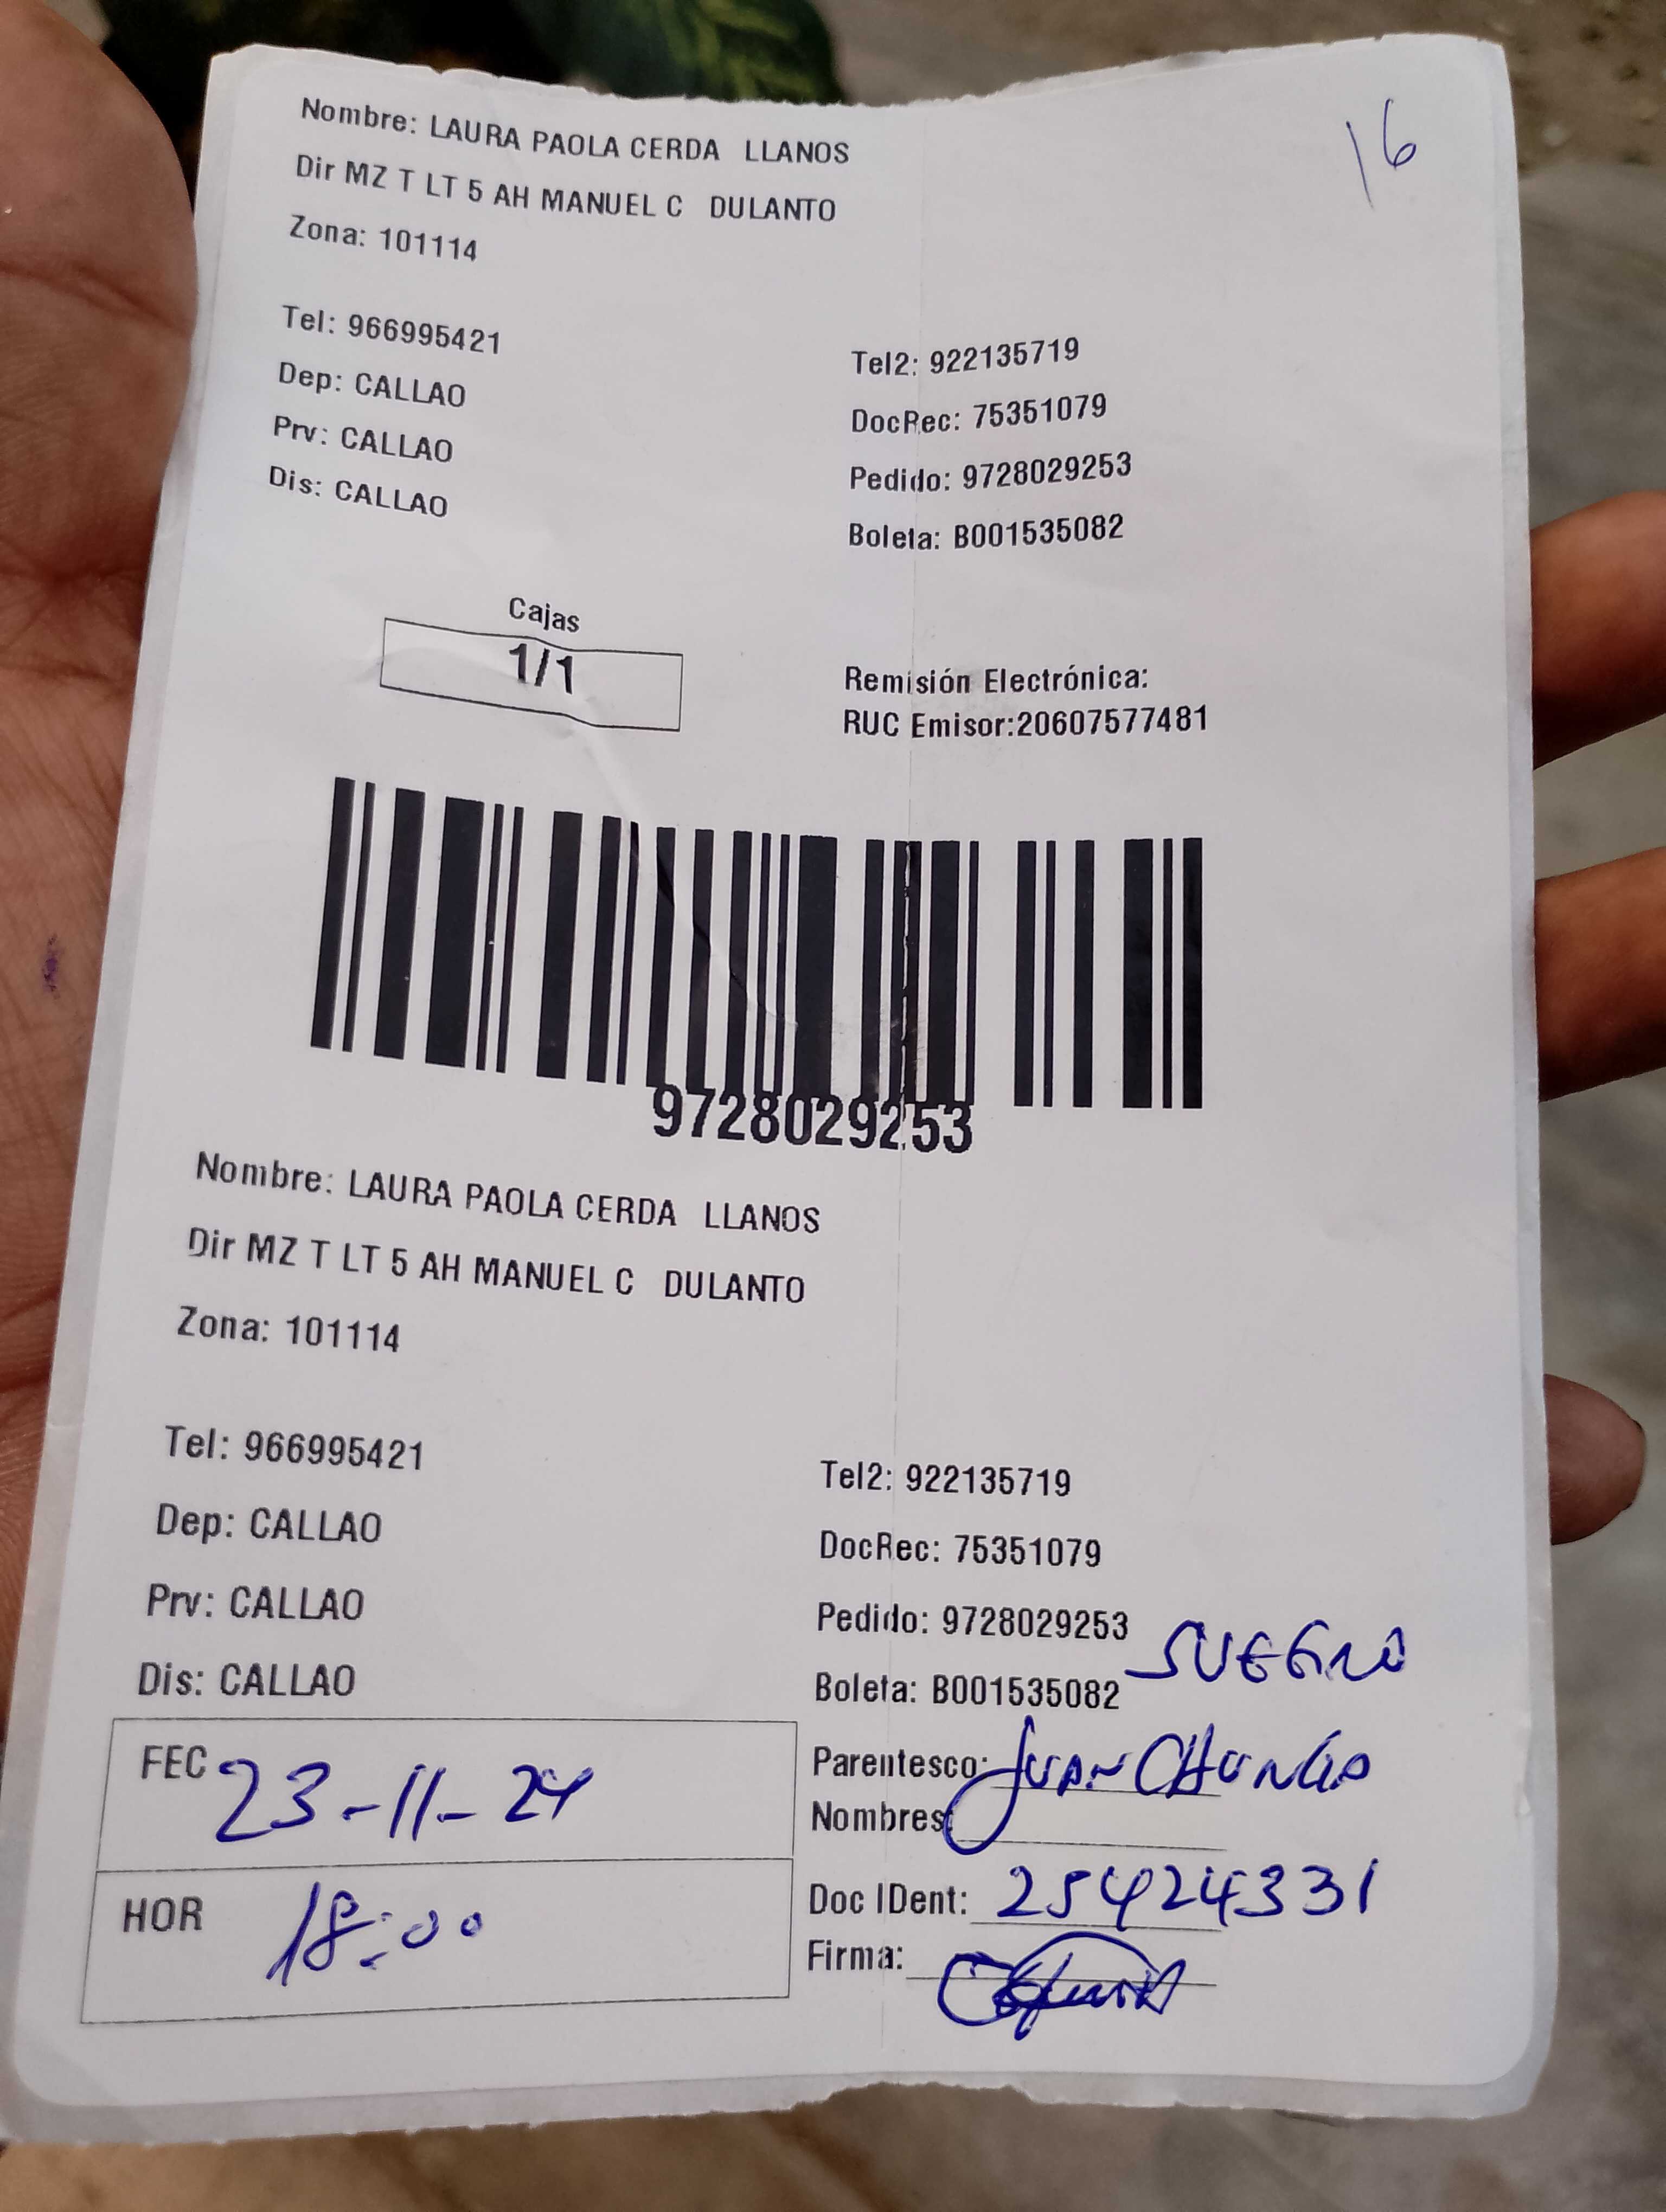 16
Nombre: LAURA PAOLA CERDA LLANOS
Dir MZ T LT 5 AH MANUEL C DULANTO
Zona: 101114
Tel: 966995421
Tel2: 922135719
Dep: CALLAO
DocRec: 75351079
Prv: CALLAO
Pedido: 9728029253
Dis: CALLAO
Boleta: B001535082
Cajas
1/1
Remisión Electrónica:
RUC Emisor:20607577481
9728029253
Nombre: LAURA PAOLA CERDA LLANOS
Dir MZ T LT 5 AH MANUEL C DULANTO
Zona: 101114
Tel: 966995421
Tel2: 922135719
Dep: CALLAO
DocRec: 75351079
Prv: CALLAO
Pedido: 9728029253
SUEGRO
Dis: CALLAO
Boleta: B001535082
FEC 23-11-24
Parentesco: JUAN
Nombres:
HOR 18:00
Doc IDent: 25424331
Firma: